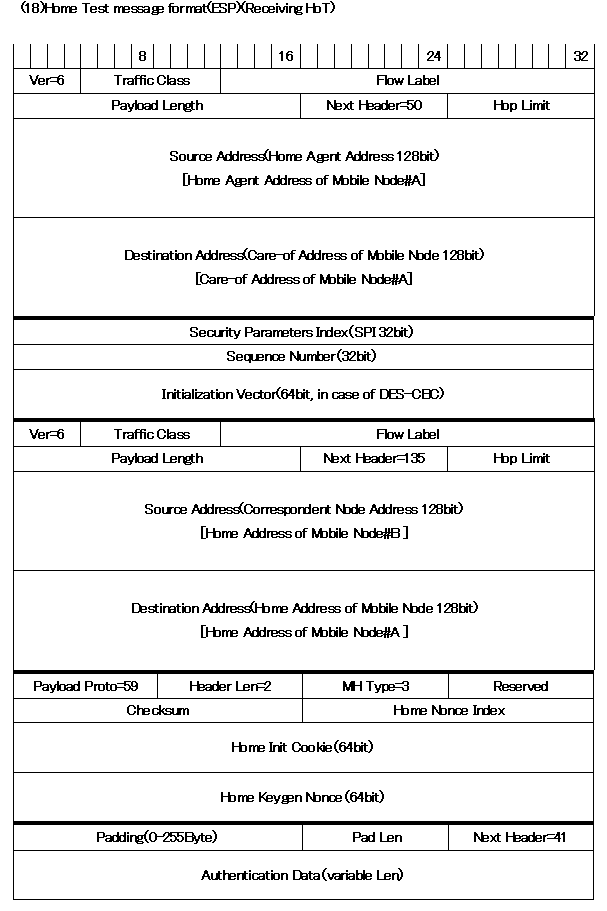 (18)Home Test message format(ESP)(Receiving HoT)
8 16 24 32
Ver=6 Traffic Class Flow Label
Payload Length Next Header=50 Hop Limit
Source Address(Home Agent Address 128bit)
[Home Agent Address of Mobile Node#A]
Destination Address(Care-of Address of Mobile Node 128bit)
[Care-of Address of Mobile Node#A]
Security Parameters Index(SPI 32bit)
Sequence Number(32bit)
Initialization Vector(64bit, in case of DES-CBC)
Ver=6 Traffic Class Flow Label
Payload Length Next Header=135 Hop Limit
Source Address(Correspondent Node Address 128bit)
[Home Address of Mobile Node#B ]
Destination Address(Home Address of Mobile Node 128bit)
[Home Address of Mobile Node#A ]
Payload Proto=59 Header Len=2 MH Type=3 Reserved
Checksum Home Nonce Index
Home Init Cookie(64bit)
Home Keygen Nonce(64bit)
Padding(0-255Byte) Pad Len Next Header=41
Authentication Data(variable Len)